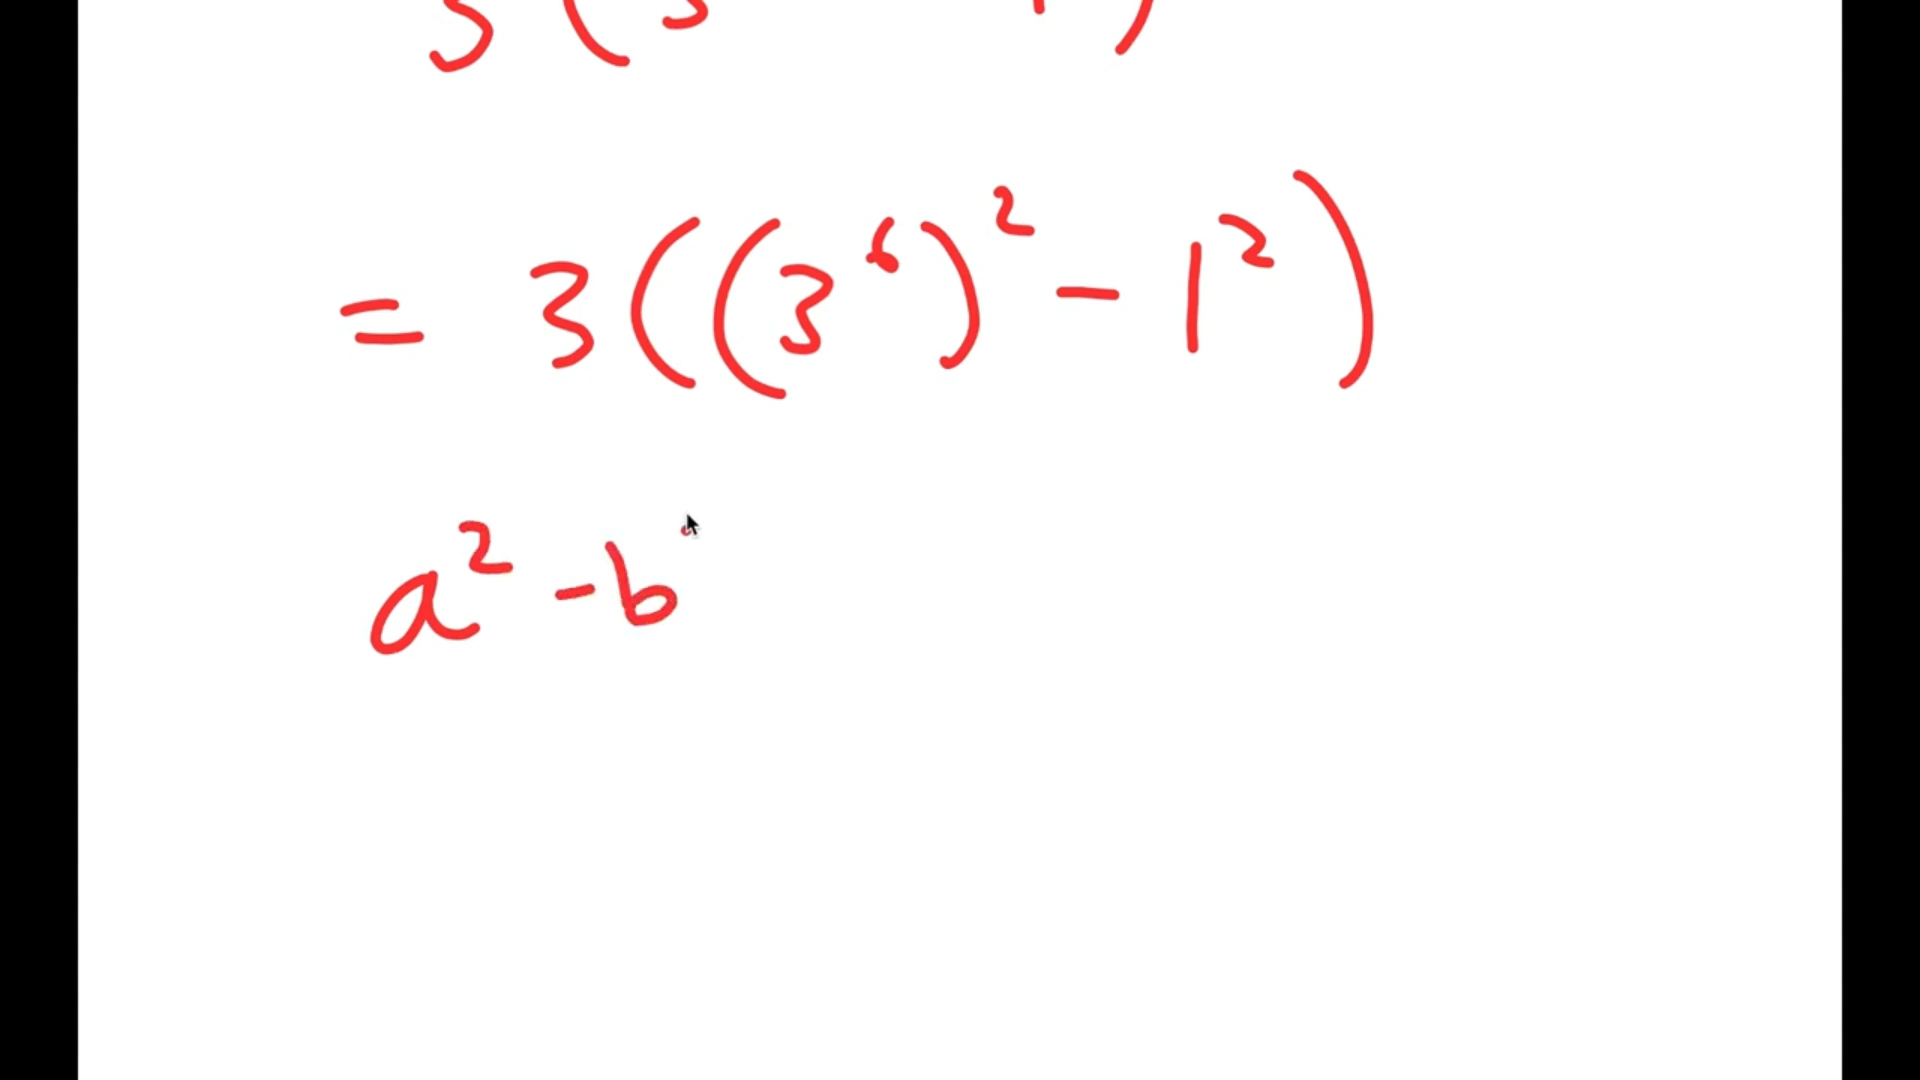 = 3((3⁶)² - 1²)
a² - b